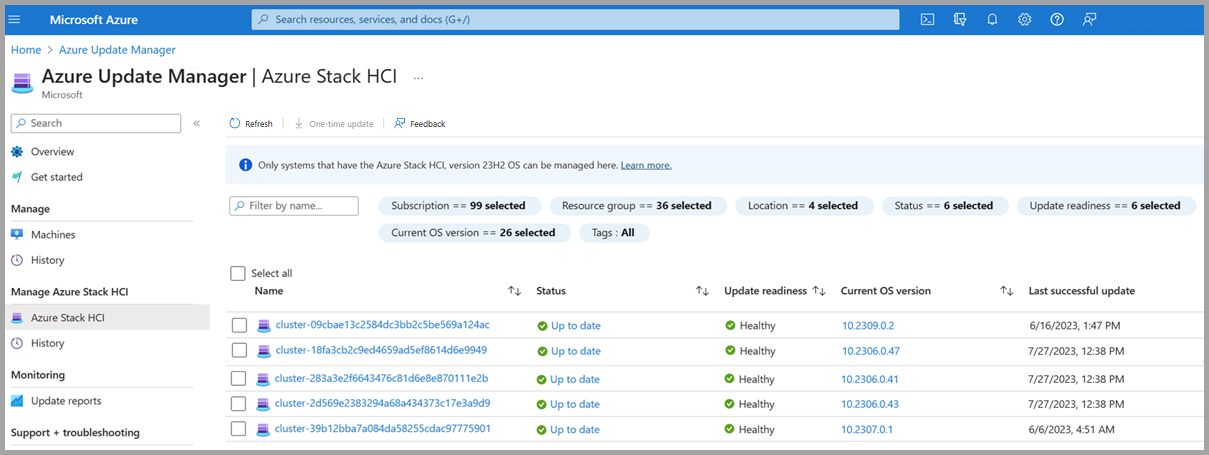 Microsoft Azure
Search resources, services, and docs (G+/)
Home > Azure Update Manager
Azure Update Manager | Azure Stack HCI ...
Microsoft
Search «
Refresh One-time update Feedback
Overview
Get started
Only systems that have the Azure Stack HCI, version 23H2 OS can be managed here. Learn more.
Manage
Machines
History
Filter by name...
Subscription == 99 selected
Resource group == 36 selected
Location == 4 selected
Status == 6 selected
Update readiness == 6 selected
Current OS version == 26 selected
Tags : All
Manage Azure Stack HCI
Azure Stack HCI
History
Monitoring
Update reports
Support + troubleshooting
Select all
Name ↑↓ Status ↑↓ Update readiness ↑↓ Current OS version ↑↓ Last successful update
cluster-09cbae13c2584dc3bb2c5be569a124ac Up to date Healthy 10.2309.0.2 6/16/2023, 1:47 PM
cluster-18fa3cb2c9ed4659ad5ef8614d6e9949 Up to date Healthy 10.2306.0.47 7/27/2023, 12:38 PM
cluster-283a3e2f6643476c81d6e8e870111e2b Up to date Healthy 10.2306.0.41 7/27/2023, 12:38 PM
cluster-2d569e2383294a68a434373c17e3a9d9 Up to date Healthy 10.2306.0.43 7/27/2023, 12:38 PM
cluster-39b12bba7a084da58255cdac97775901 Up to date Healthy 10.2307.0.1 6/6/2023, 4:51 AM